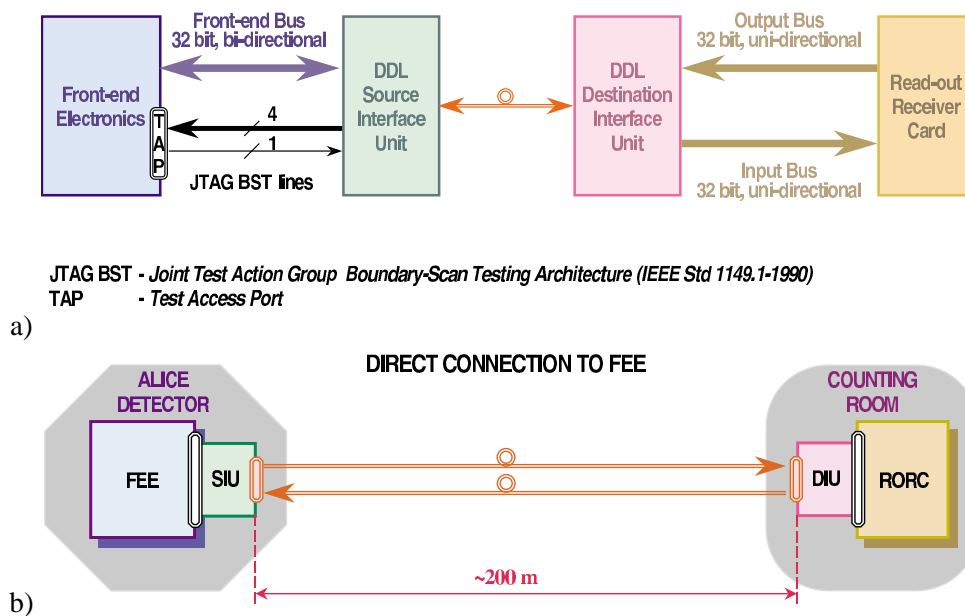 Front-end Bus
32 bit, bi-directional
Output Bus
32 bit, uni-directional
Front-end
Electronics
TAP
4
1
JTAG BST lines
DDL
Source
Interface
Unit
DDL
Destination
Interface
Unit
Read-out
Receiver
Card
Input Bus
32 bit, uni-directional
JTAG BST - Joint Test Action Group Boundary-Scan Testing Architecture (IEEE Std 1149.1-1990)
TAP - Test Access Port
a)
DIRECT CONNECTION TO FEE
ALICE
DETECTOR
COUNTING
ROOM
FEE
SIU
DIU
RORC
~200 m
b)